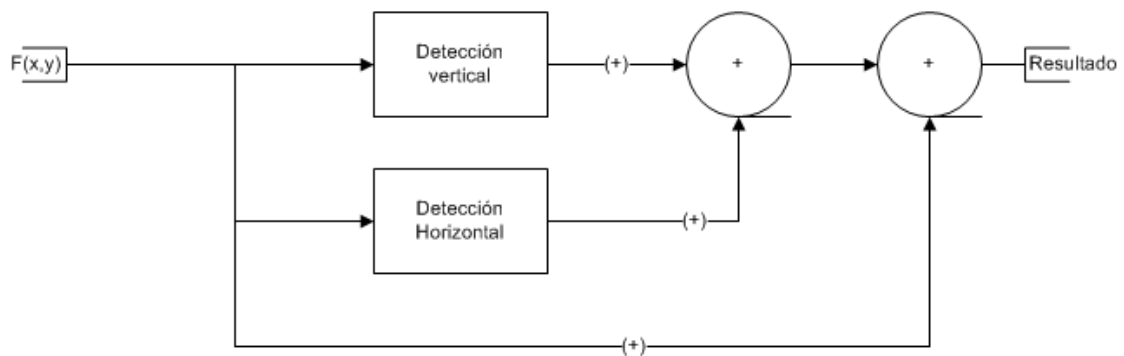 F(x,y)
Detección
vertical
(+)
+
+
Resultado
Detección
Horizontal
(+)
(+)